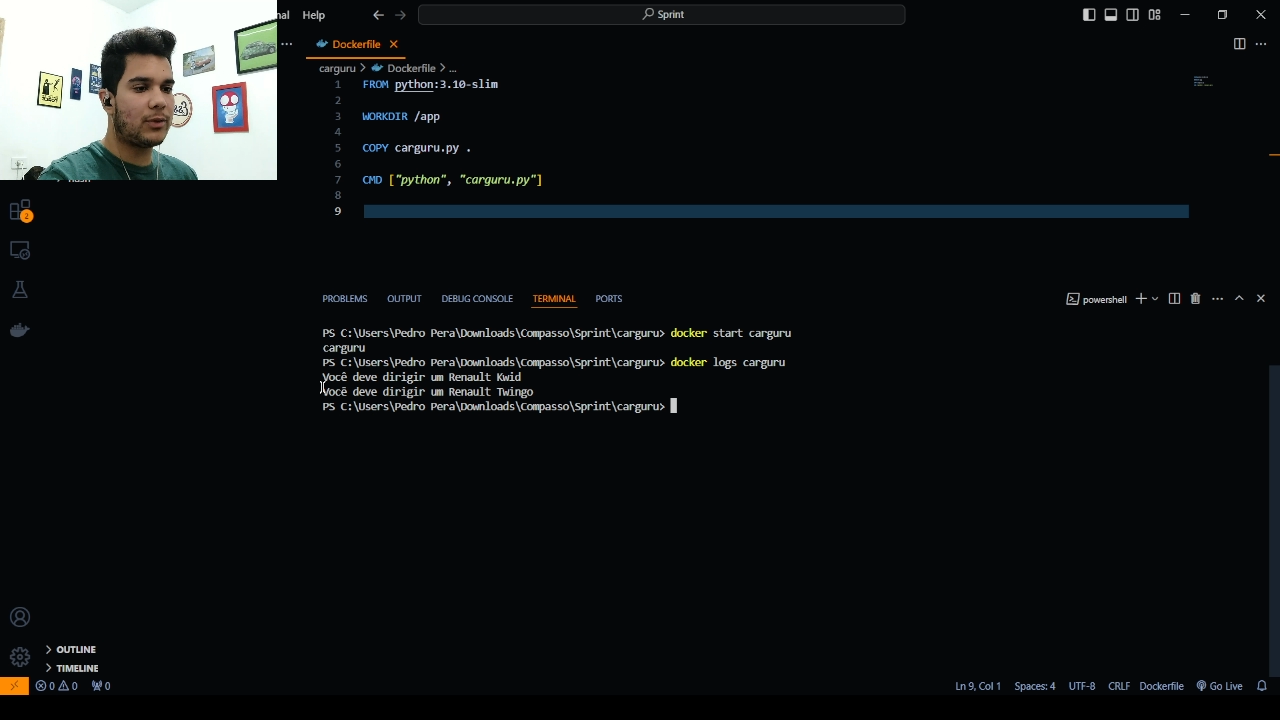 Help
Sprint
Dockerfile
carguru > Dockerfile > ...
1 FROM python:3.10-slim
2
3 WORKDIR /app
4
5 COPY carguru.py .
6
7 CMD ["python", "carguru.py"]
8
9
2
PROBLEMS OUTPUT DEBUG CONSOLE TERMINAL PORTS
powershell
PS C:\Users\Pedro Pera\Downloads\Compasso\Sprint\carguru> docker start carguru
carguru
PS C:\Users\Pedro Pera\Downloads\Compasso\Sprint\carguru> docker logs carguru
Você deve dirigir um Renault Kwid
Você deve dirigir um Renault Twingo
PS C:\Users\Pedro Pera\Downloads\Compasso\Sprint\carguru>
OUTLINE
TIMELINE
0 0 0
Ln 9, Col 1 Spaces: 4 UTF-8 CRLF Dockerfile Go Live